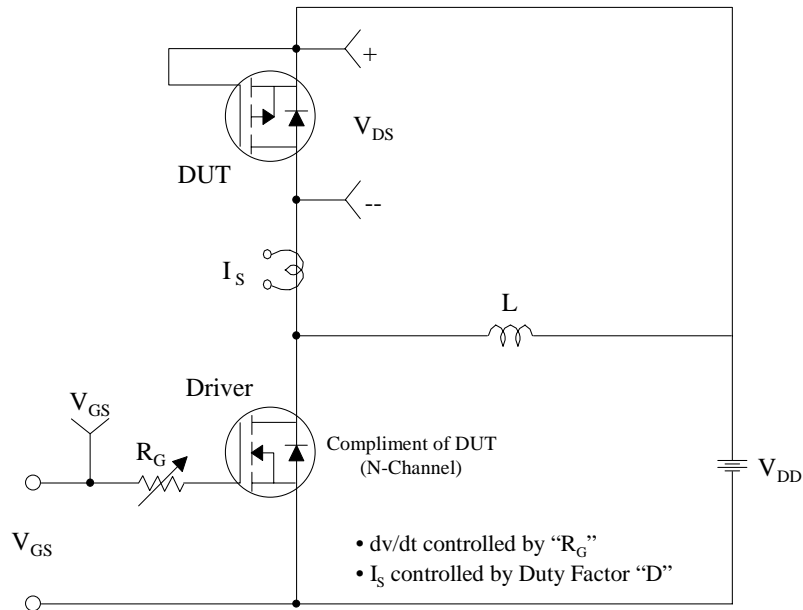 +
V_DS
DUT
--
I_S
L
Driver
V_GS
R_G
Compliment of DUT
(N-Channel)
V_DD
V_GS
• dv/dt controlled by “R_G”
• I_S controlled by Duty Factor “D”